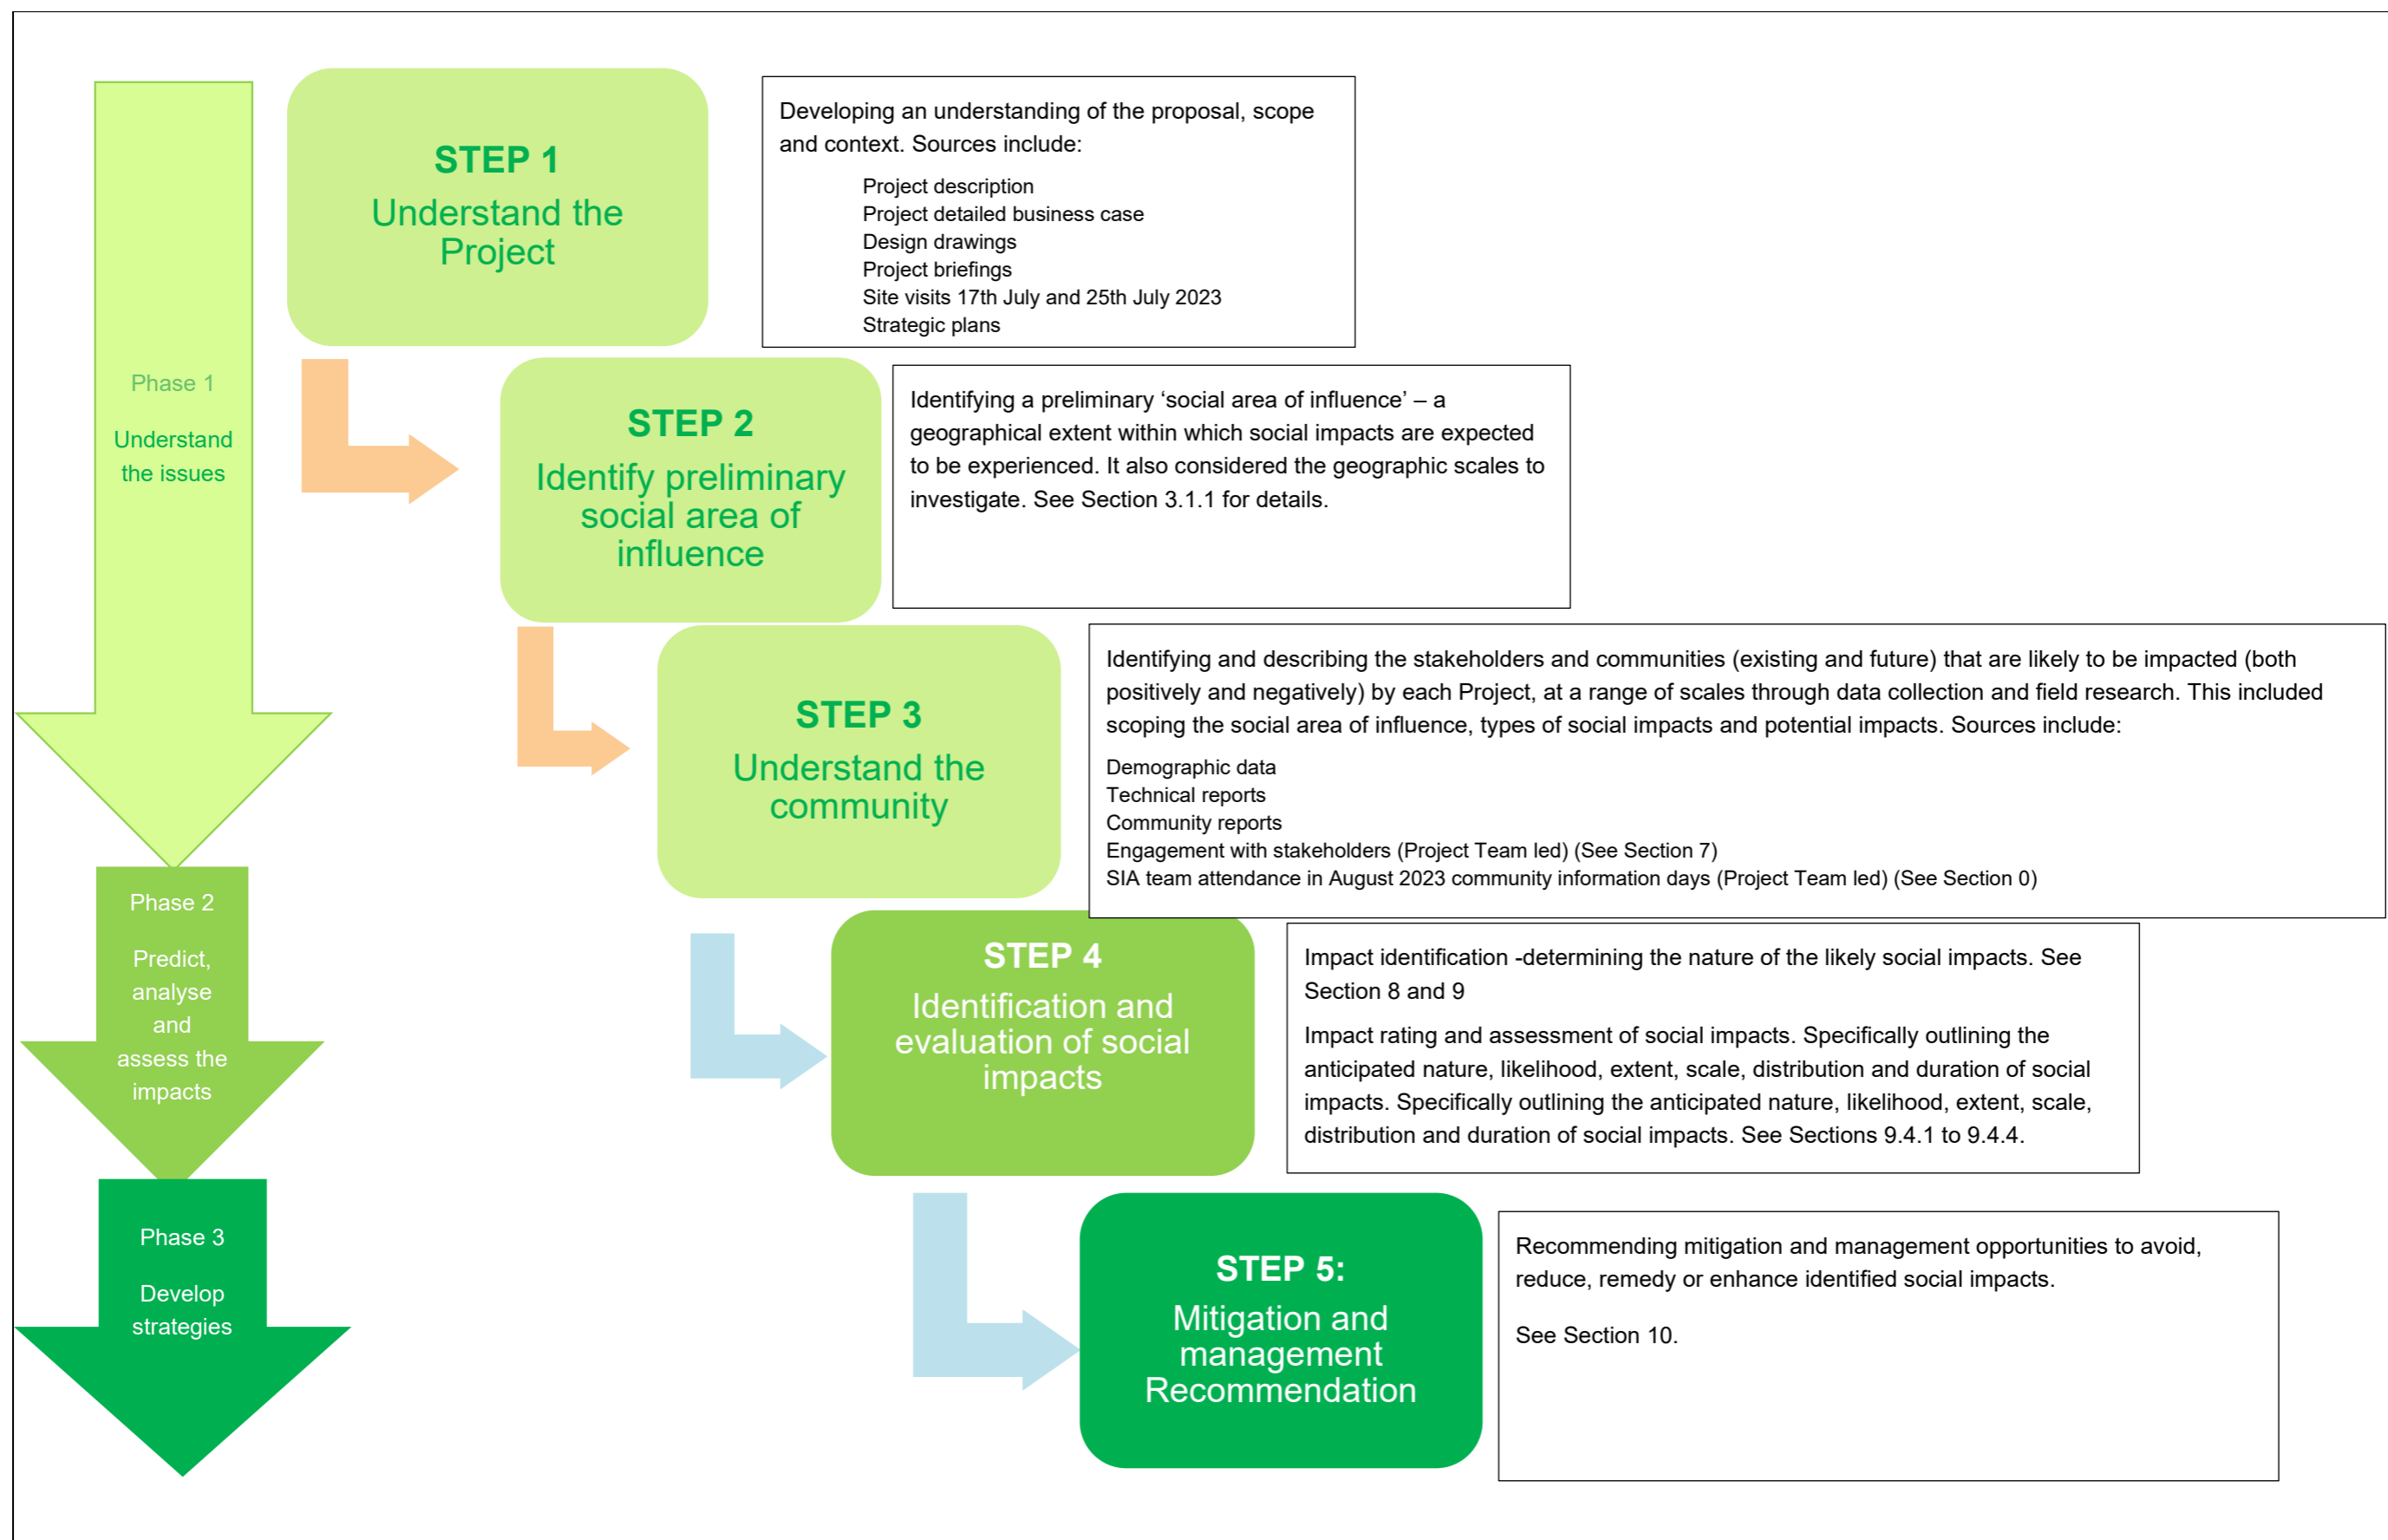 Phase 1
Understand
the issues
STEP 1
Understand the
Project
Developing an understanding of the proposal, scope
and context. Sources include:
Project description
Project detailed business case
Design drawings
Project briefings
Site visits 17th July and 25th July 2023
Strategic plans
STEP 2
Identify preliminary
social area of
influence
Identifying a preliminary ‘social area of influence’ – a
geographical extent within which social impacts are expected
to be experienced. It also considered the geographic scales to
investigate. See Section 3.1.1 for details.
STEP 3
Understand the
community
Identifying and describing the stakeholders and communities (existing and future) that are likely to be impacted (both
positively and negatively) by each Project, at a range of scales through data collection and field research. This included
scoping the social area of influence, types of social impacts and potential impacts. Sources include:
Demographic data
Technical reports
Community reports
Engagement with stakeholders (Project Team led) (See Section 7)
SIA team attendance in August 2023 community information days (Project Team led) (See Section 0)
Phase 2
Predict,
analyse
and
assess the
impacts
STEP 4
Identification and
evaluation of social
impacts
Impact identification -determining the nature of the likely social impacts. See
Section 8 and 9
Impact rating and assessment of social impacts. Specifically outlining the
anticipated nature, likelihood, extent, scale, distribution and duration of social
impacts. Specifically outlining the anticipated nature, likelihood, extent, scale,
distribution and duration of social impacts. See Sections 9.4.1 to 9.4.4.
Phase 3
Develop
strategies
STEP 5:
Mitigation and
management
Recommendation
Recommending mitigation and management opportunities to avoid,
reduce, remedy or enhance identified social impacts.
See Section 10.